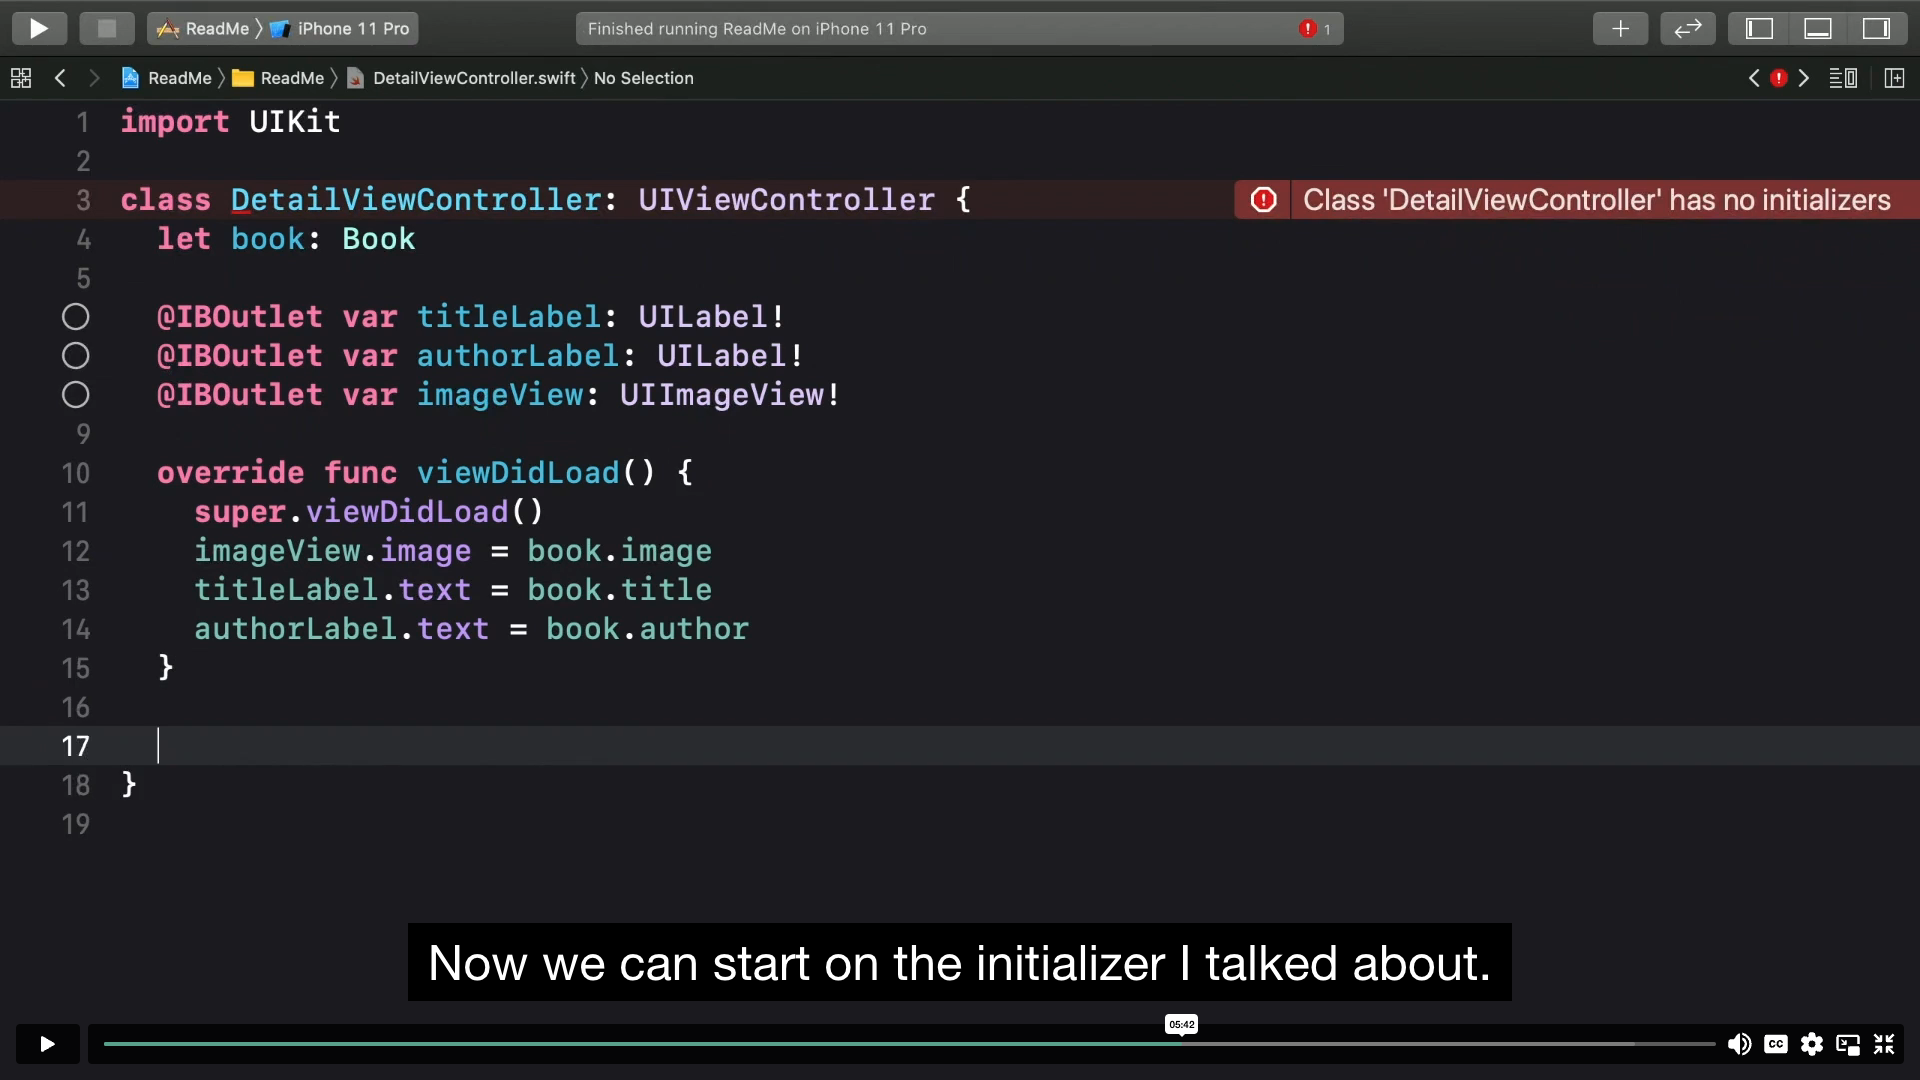 ReadMe iPhone 11 Pro
Finished running ReadMe on iPhone 11 Pro
1
ReadMe ReadMe DetailViewController.swift No Selection
1 import UIKit
2
3 class DetailViewController: UIViewController {
Class 'DetailViewController' has no initializers
4 let book: Book
5
@IBOutlet var titleLabel: UILabel!
@IBOutlet var authorLabel: UILabel!
@IBOutlet var imageView: UIImageView!
9
10 override func viewDidLoad() {
11 super.viewDidLoad()
12 imageView.image = book.image
13 titleLabel.text = book.title
14 authorLabel.text = book.author
15 }
16
17
18 }
19
Now we can start on the initializer I talked about.
05:42
CC